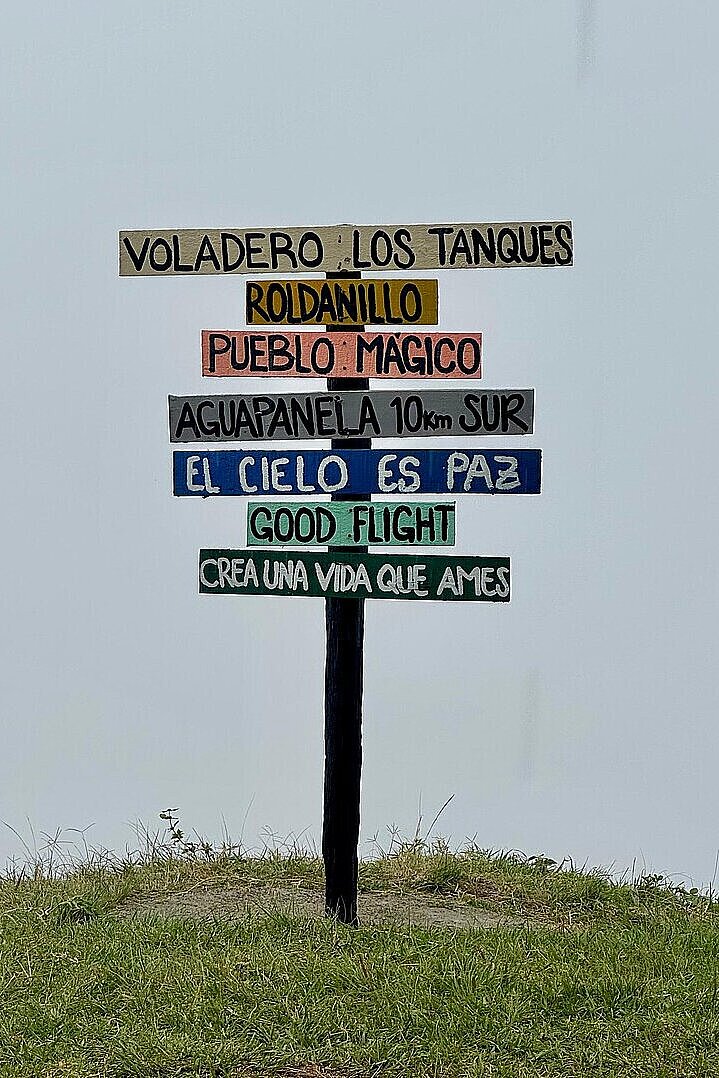 VOLADERO LOS TANQUES
ROLDANILLO
PUEBLO MÁGICO
AGUAPANELA 10Km SUR
EL CIELO ES PAZ
GOOD FLIGHT
CREA UNA VIDA QUE AMES